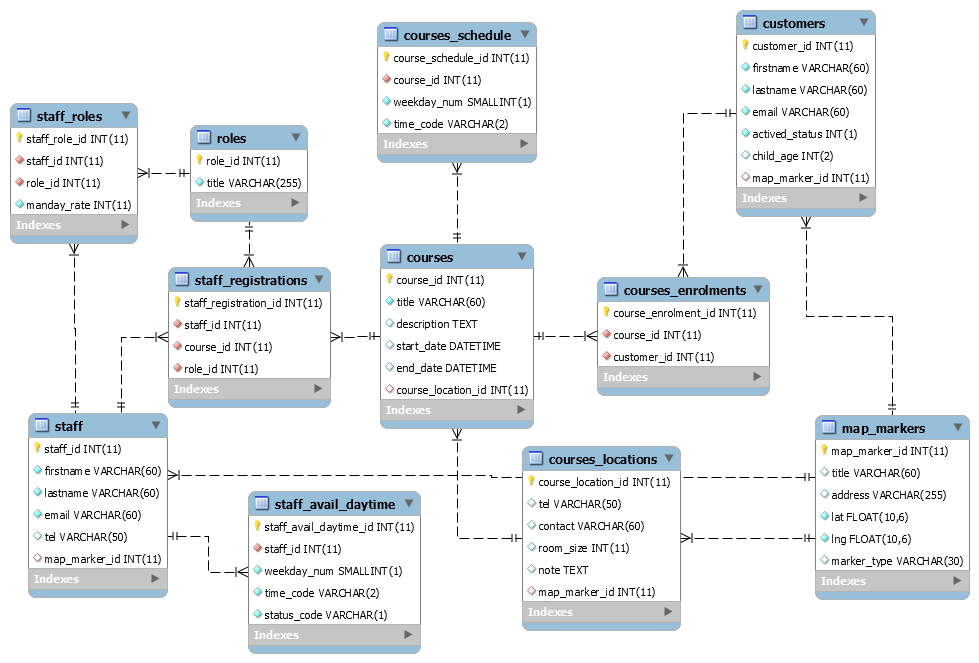 courses_schedule
course_schedule_id INT(11)
course_id INT(11)
weekday_num SMALLINT(1)
time_code VARCHAR(2)
Indexes
customers
customer_id INT(11)
firstname VARCHAR(60)
lastname VARCHAR(60)
email VARCHAR(60)
actived_status INT(1)
child_age INT(2)
map_marker_id INT(11)
Indexes
staff_roles
staff_role_id INT(11)
staff_id INT(11)
role_id INT(11)
manday_rate INT(11)
Indexes
roles
role_id INT(11)
title VARCHAR(255)
Indexes
staff_registrations
staff_registration_id INT(11)
staff_id INT(11)
course_id INT(11)
role_id INT(11)
Indexes
courses
course_id INT(11)
title VARCHAR(60)
description TEXT
start_date DATETIME
end_date DATETIME
course_location_id INT(11)
Indexes
courses_enrolments
course_enrolment_id INT(11)
course_id INT(11)
customer_id INT(11)
Indexes
staff
staff_id INT(11)
firstname VARCHAR(60)
lastname VARCHAR(60)
email VARCHAR(60)
tel VARCHAR(50)
map_marker_id INT(11)
Indexes
staff_avail_daytime
staff_avail_daytime_id INT(11)
staff_id INT(11)
weekday_num SMALLINT(1)
time_code VARCHAR(2)
status_code VARCHAR(1)
Indexes
courses_locations
course_location_id INT(11)
tel VARCHAR(50)
contact VARCHAR(60)
room_size INT(11)
note TEXT
map_marker_id INT(11)
Indexes
map_markers
map_marker_id INT(11)
title VARCHAR(60)
address VARCHAR(255)
lat FLOAT(10,6)
lng FLOAT(10,6)
marker_type VARCHAR(30)
Indexes